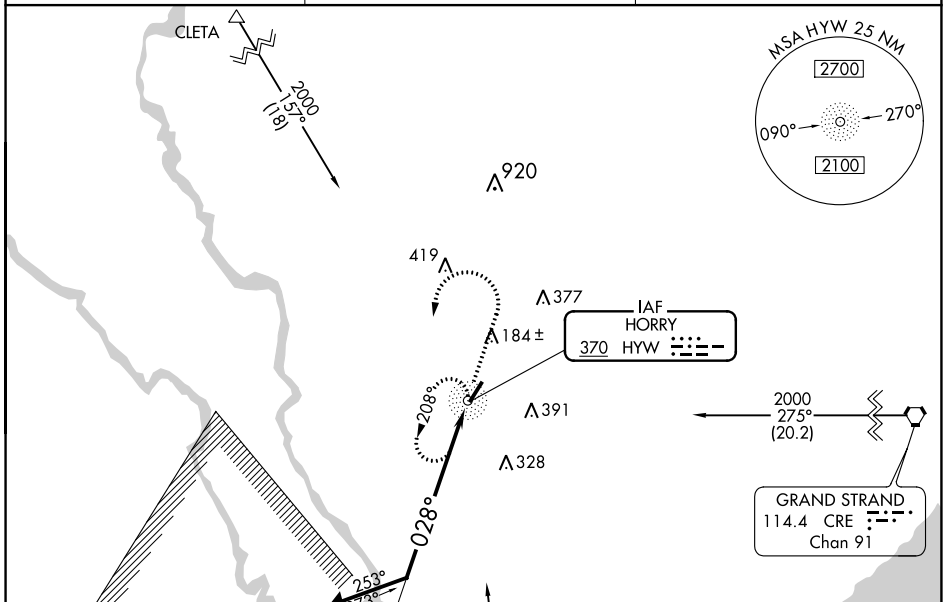 CLETA
2000
157°
(18)
MSA HYW 25 NM
2700
090°
270°
2100
920
419
377
184 ±
IAF
HORRY
370 HYW
208°
391
2000
275°
(20.2)
328
028°
GRAND STRAND
114.4 CRE
Chan 91
253°
273°